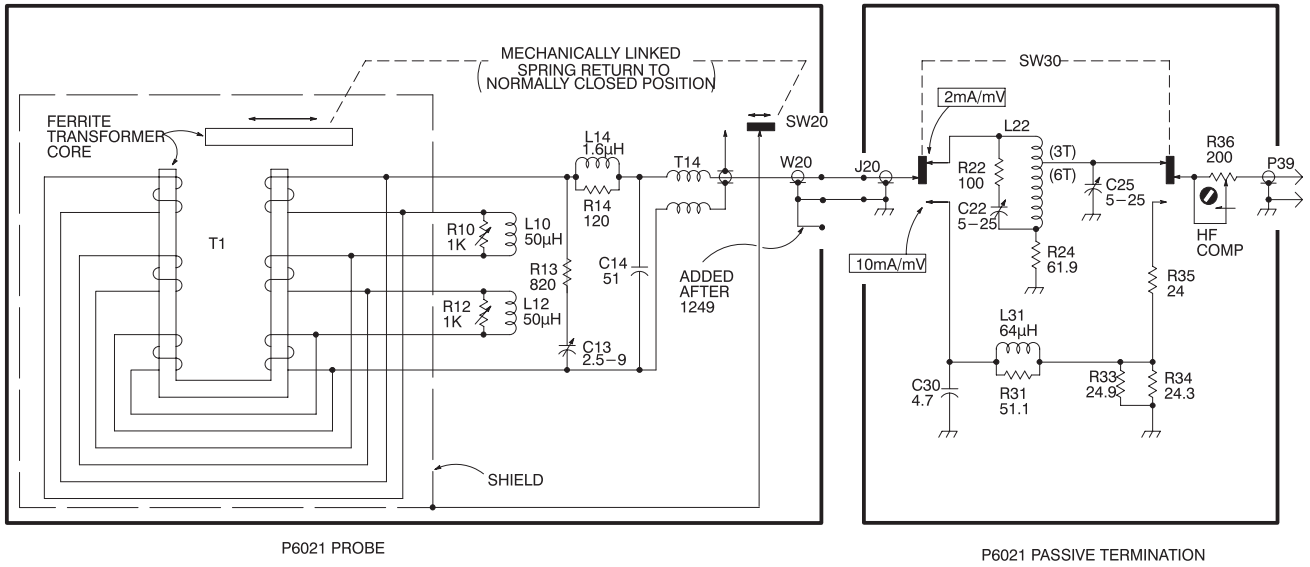 MECHANICALLY LINKED
SPRING RETURN TO
NORMALLY CLOSED POSITION
FERRITE
TRANSFORMER
CORE
T1
R10
1K
L10
50µH
R12
1K
L12
50µH
L14
1.6µH
R14
120
R13
820
C13
2.5–9
C14
51
T14
SW20
W20
J20
ADDED
AFTER
1249
SHIELD
P6021 PROBE
SW30
2mA/mV
10mA/mV
L22
R22
100
C22
5–25
(3T)
(6T)
C25
5–25
R24
61.9
R36
200
P39
HF
COMP
R35
24
L31
64µH
R31
51.1
C30
4.7
R33
24.9
R34
24.3
P6021 PASSIVE TERMINATION